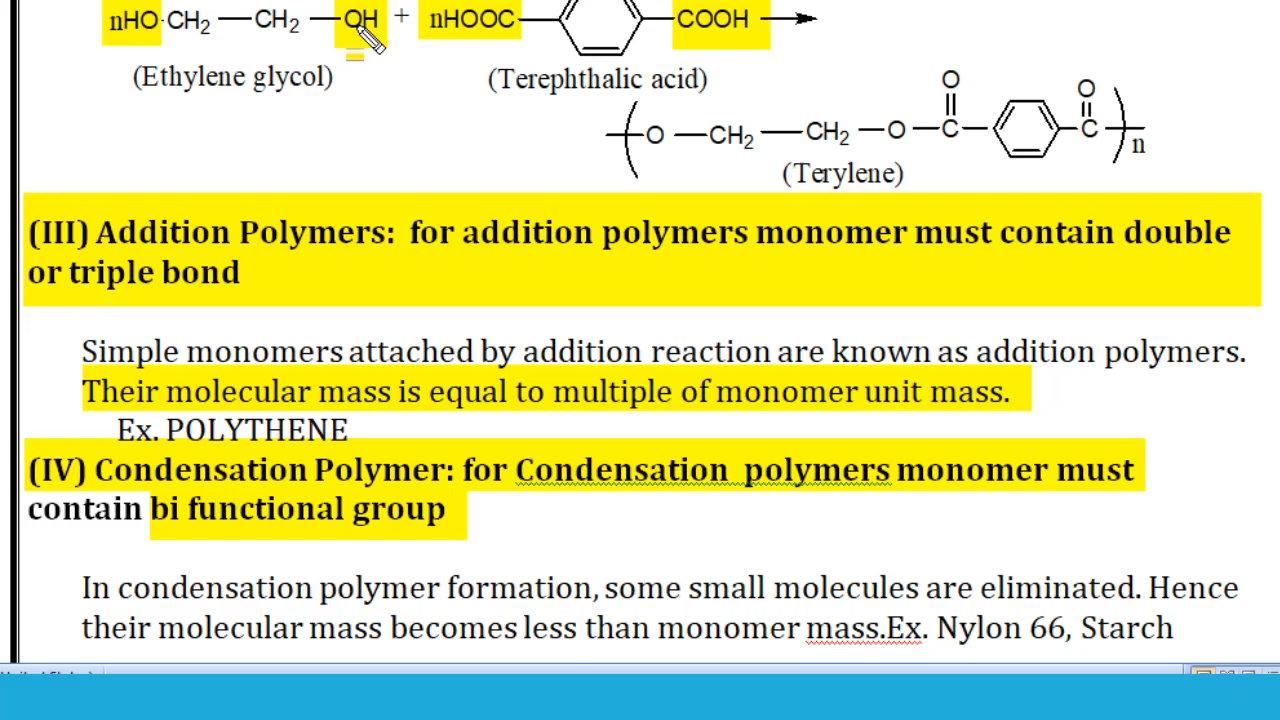 nHO CH2 CH2 OH + nHOOC COOH
(Ethylene glycol) (Terephthalic acid)
O O
O CH2 CH2 O C C n
(Terylene)
(III) Addition Polymers: for addition polymers monomer must contain double
or triple bond
Simple monomers attached by addition reaction are known as addition polymers.
Their molecular mass is equal to multiple of monomer unit mass.
Ex. POLYTHENE
(IV) Condensation Polymer: for Condensation polymers monomer must
contain bi functional group
In condensation polymer formation, some small molecules are eliminated. Hence
their molecular mass becomes less than monomer mass.Ex. Nylon 66, Starch